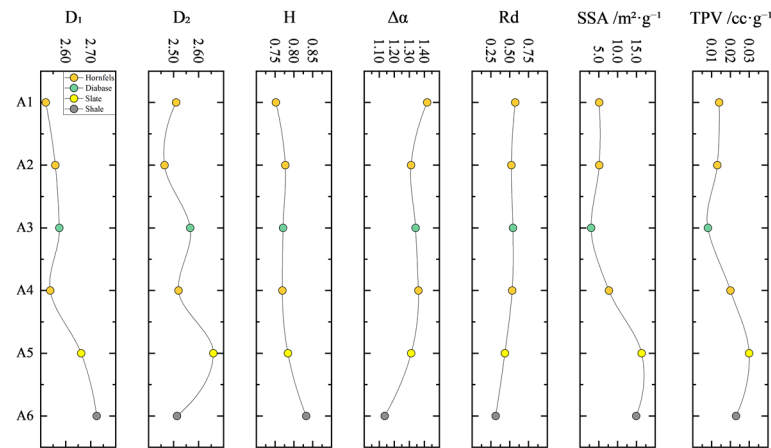 D₁ D₂ H Δα Rd SSA /m²·g⁻¹ TPV /cc·g⁻¹
2.60 2.70 2.50 2.60 0.75 0.80 0.85 1.10 1.20 1.30 1.40 0.25 0.50 0.75 5.0 10.0 15.0 0.01 0.02 0.03
Hornfels
Diabase
Slate
Shale
A1
A2
A3
A4
A5
A6